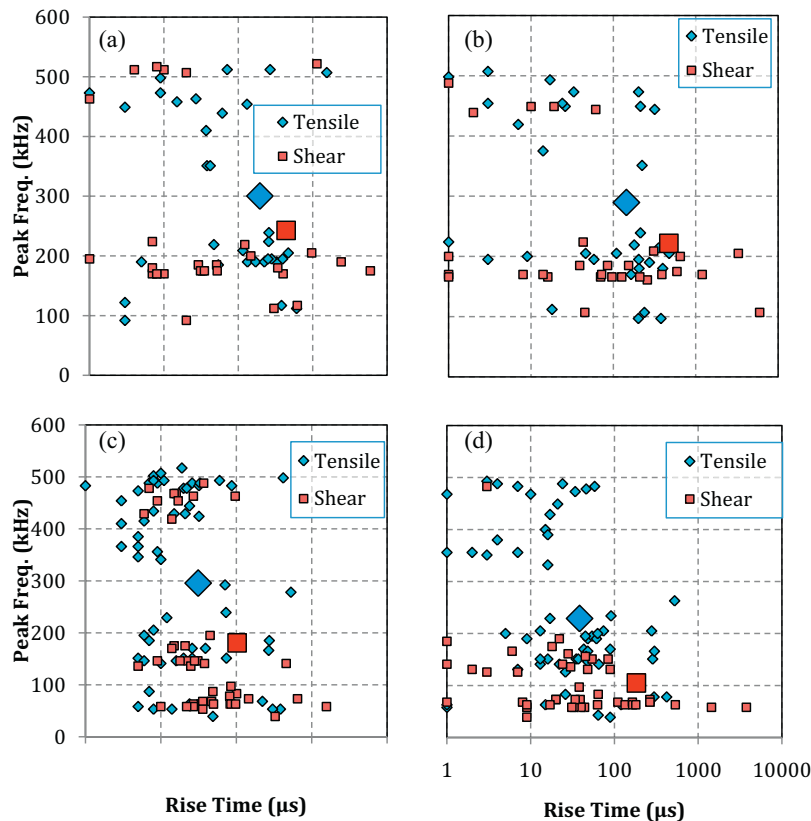 600
500
400
300
200
100
0
Peak Freq. (kHz)
(a)
Tensile
Shear
(b)
Tensile
Shear
600
500
400
300
200
100
0
Peak Freq. (kHz)
(c)
Tensile
Shear
(d)
Tensile
Shear
1 10 100 1000 10000
Rise Time (μs)
Rise Time (μs)